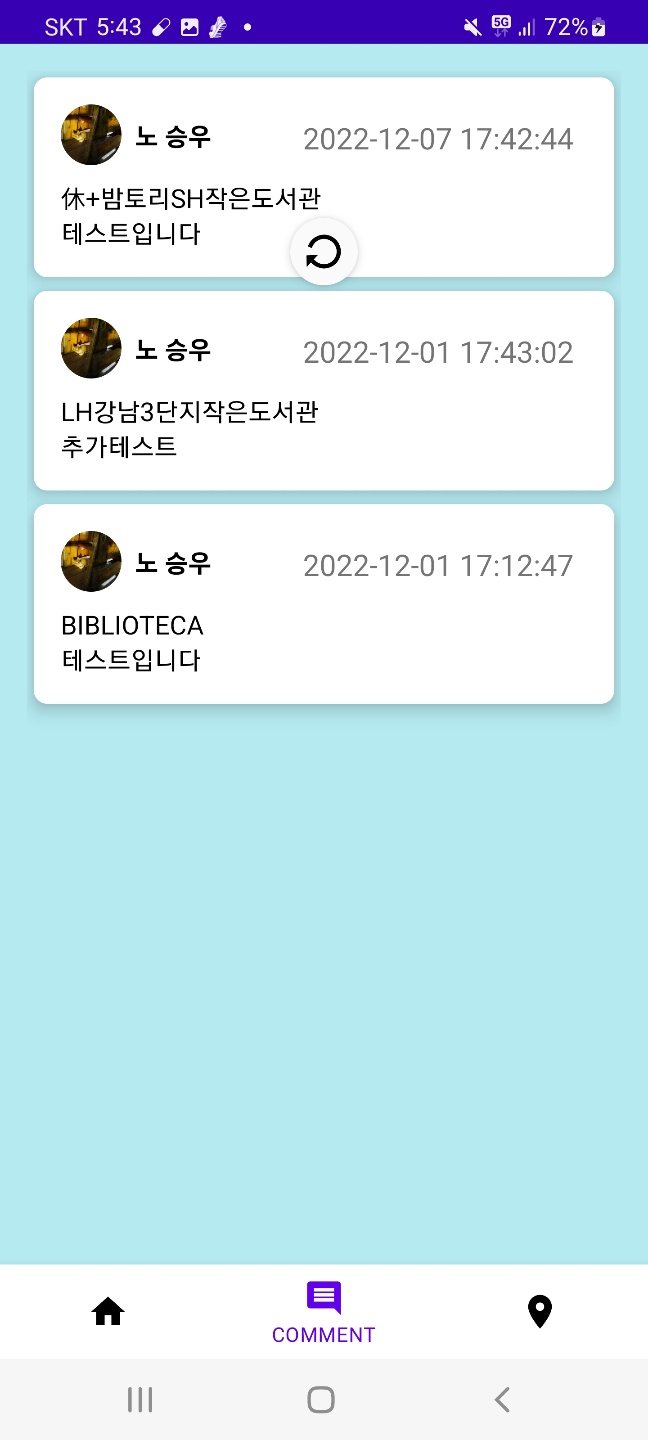 SKT 5:43
5G
72%
노 승우
2022-12-07 17:42:44
休+밤토리SH작은도서관
테스트입니다
노 승우
2022-12-01 17:43:02
LH강남3단지작은도서관
추가테스트
노 승우
2022-12-01 17:12:47
BIBLIOTECA
테스트입니다
COMMENT